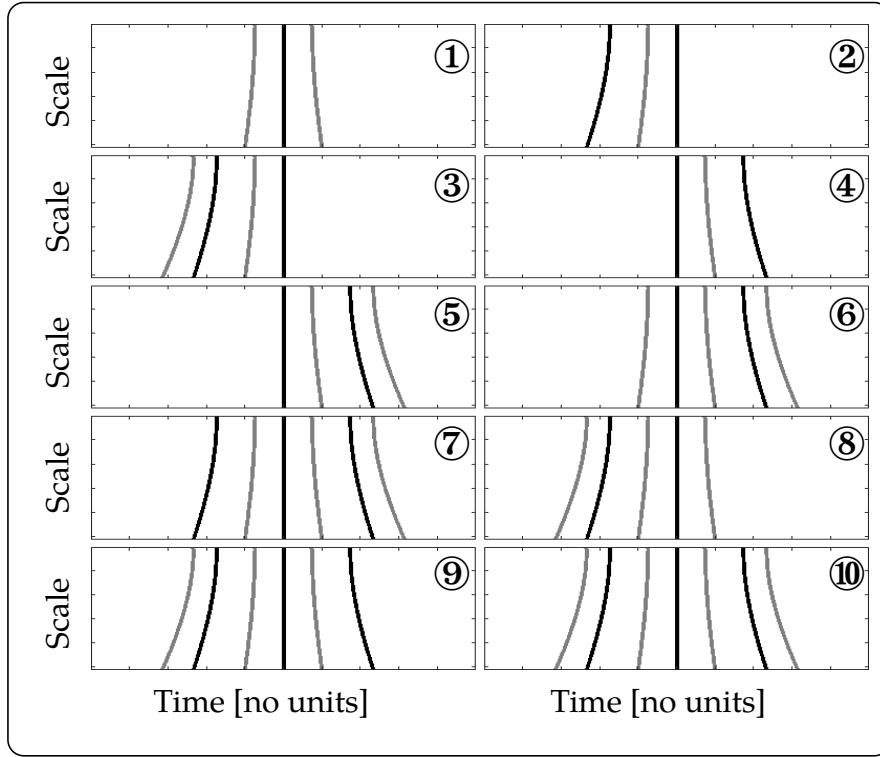 Scale ① ②
Scale ③ ④
Scale ⑤ ⑥
Scale ⑦ ⑧
Scale ⑨ ⑩
Time [no units] Time [no units]